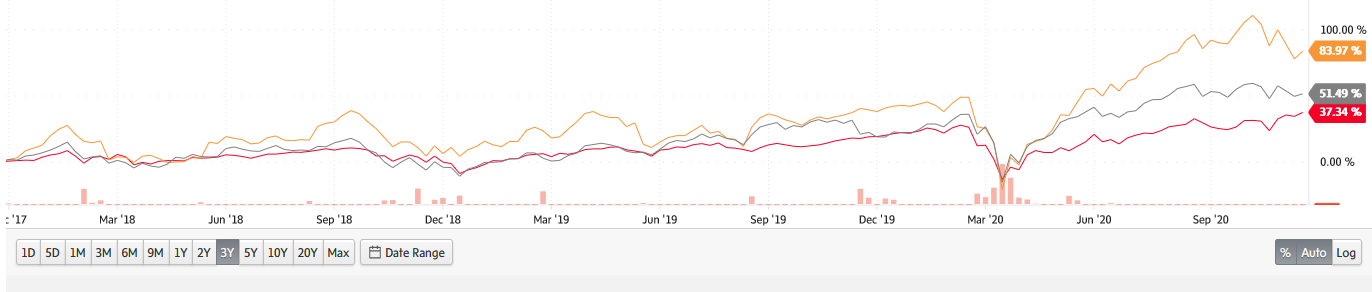 100.00 %
83.97 %
51.49 %
37.34 %
0.00 %
c '17 Mar '18 Jun '18 Sep '18 Dec '18 Mar '19 Jun '19 Sep '19 Dec '19 Mar '20 Jun '20 Sep '20
1D 5D 1M 3M 6M 9M 1Y 2Y 3Y 5Y 10Y 20Y Max Date Range % Auto Log